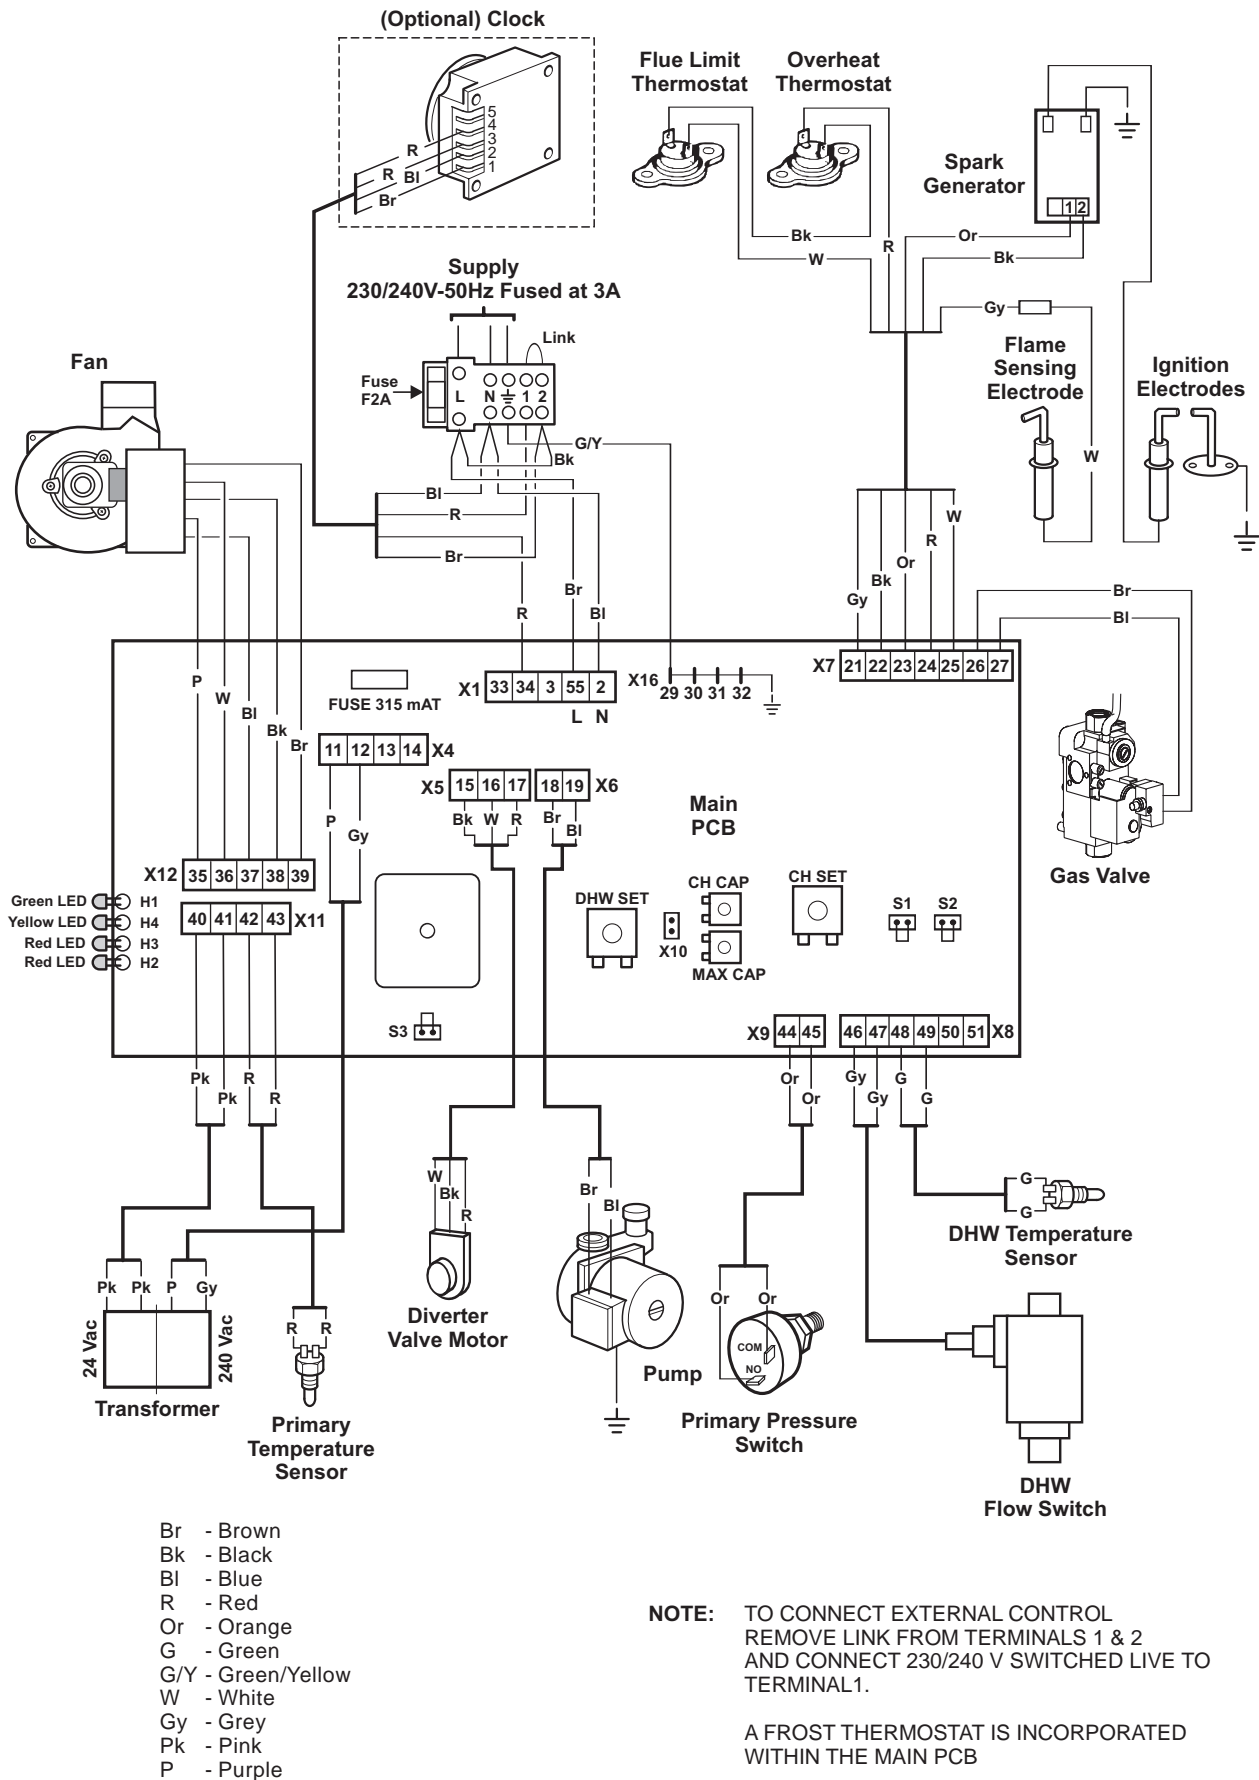 (Optional) Clock
5
4
3
2
1
R
R Bl
Br
Flue Limit
Thermostat
Overheat
Thermostat
Spark
Generator
1 2
Bk
W
R
Or
Bk
Gy
Supply
230/240V-50Hz Fused at 3A
Link
Fuse
F2A
L N 1 2
G/Y
Bk
Bl
R
Br
R
Br
Bl
Fan
Flame
Sensing
Electrode
Ignition
Electrodes
W
W
R
Or
Bk
Gy
Br
Bl
P
W
Bl
Bk
Br
FUSE 315 mAT
X1 33 34 3 55 2
L N
X16
29 30 31 32
X7 21 22 23 24 25 26 27
11 12 13 14 X4
X5 15 16 17
18 19 X6
Bk W R
Br
Bl
P
Gy
Main
PCB
Gas Valve
X12 35 36 37 38 39
40 41 42 43 X11
Green LED H1
Yellow LED H4
Red LED H3
Red LED H2
DHW SET
X10
CH CAP
MAX CAP
CH SET
S1 S2
S3
X9 44 45
46 47 48 49 50 51 X8
Pk
Pk
R
R
Or
Or
Gy
Gy
G
G
W
Bk
R
Br
Bl
G
G
DHW Temperature
Sensor
Pk Pk P Gy
24 Vac
240 Vac
Transformer
R R
Primary
Temperature
Sensor
Diverter
Valve Motor
Pump
Or Or
COM
NO
Primary Pressure
Switch
DHW
Flow Switch
Br - Brown
Bk - Black
Bl - Blue
R - Red
Or - Orange
G - Green
G/Y - Green/Yellow
W - White
Gy - Grey
Pk - Pink
P - Purple
NOTE: TO CONNECT EXTERNAL CONTROL
REMOVE LINK FROM TERMINALS 1 & 2
AND CONNECT 230/240 V SWITCHED LIVE TO
TERMINAL1.
A FROST THERMOSTAT IS INCORPORATED
WITHIN THE MAIN PCB